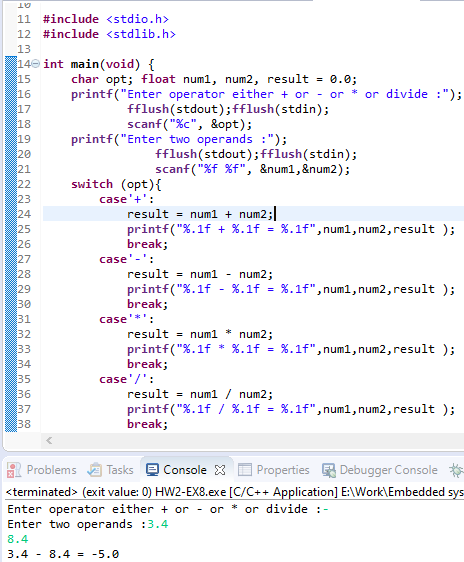 10
11 #include <stdio.h>
12 #include <stdlib.h>
13
14 int main(void) {
15 char opt; float num1, num2, result = 0.0;
16 printf("Enter operator either + or - or * or divide :");
17 fflush(stdout);fflush(stdin);
18 scanf("%c", &opt);
19 printf("Enter two operands :");
20 fflush(stdout);fflush(stdin);
21 scanf("%f %f", &num1,&num2);
22 switch (opt){
23 case'+':
24 result = num1 + num2;
25 printf("%.1f + %.1f = %.1f",num1,num2,result );
26 break;
27 case'-':
28 result = num1 - num2;
29 printf("%.1f - %.1f = %.1f",num1,num2,result );
30 break;
31 case'*':
32 result = num1 * num2;
33 printf("%.1f * %.1f = %.1f",num1,num2,result );
34 break;
35 case'/':
36 result = num1 / num2;
37 printf("%.1f / %.1f = %.1f",num1,num2,result );
38 break;
Problems Tasks Console Properties Debugger Console
<terminated> (exit value: 0) HW2-EX8.exe [C/C++ Application] E:\Work\Embedded sys
Enter operator either + or - or * or divide :-
Enter two operands :3.4
8.4
3.4 - 8.4 = -5.0